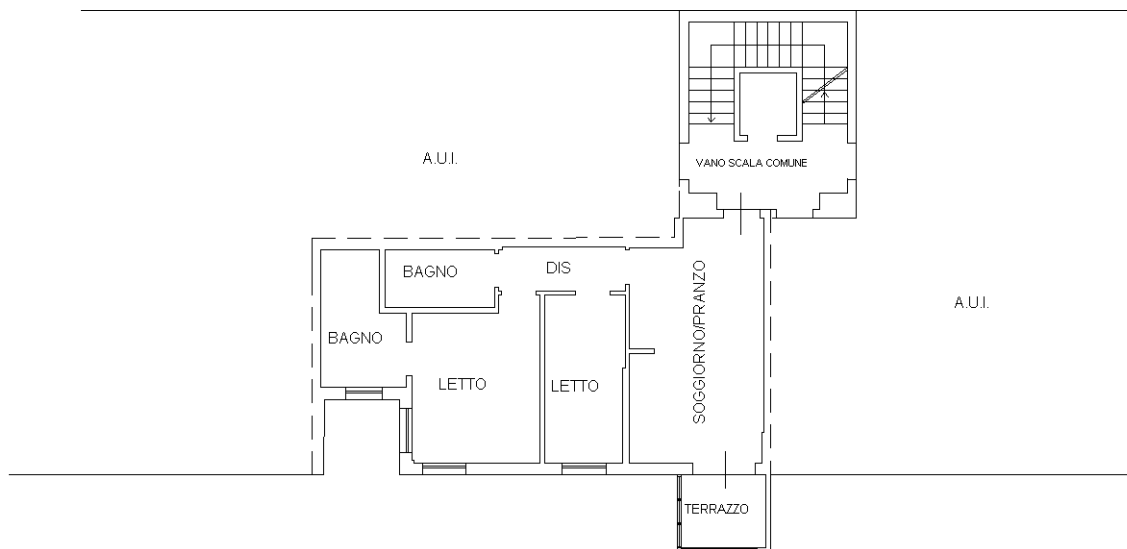 A.U.I.
VANO SCALA COMUNE
BAGNO
DIS
SOGGIORNO/PRANZO
A.U.I.
BAGNO
LETTO
LETTO
TERRAZZO